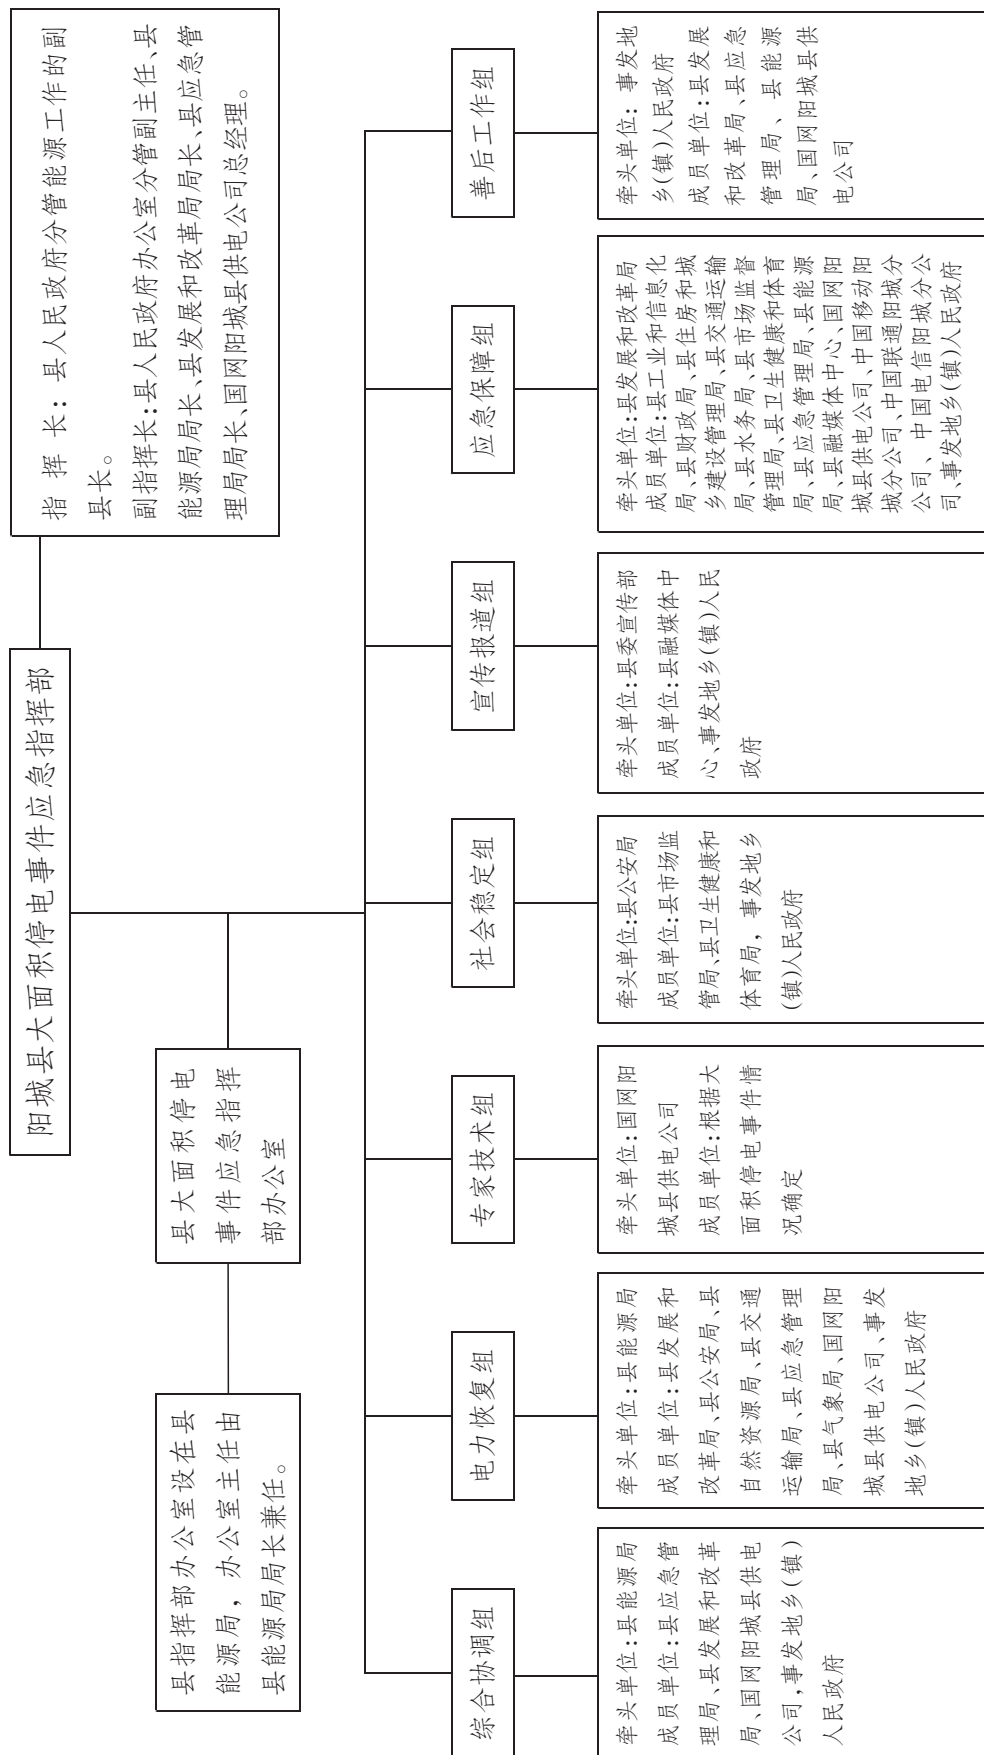 阳城县大面积停电事件应急指挥部
指挥长：县人民政府分管能源工作的副
县长。
副指挥长:县人民政府办公室分管副主任、县
能源局局长、县发展和改革局局长、县应急管
理局局长、国网阳城县供电公司总经理。
县大面积停电
事件应急指挥
部办公室
县指挥部办公室设在县
能源局，办公室主任由
县能源局局长兼任。
综合协调组
牵头单位:县能源局
成员单位:县应急管
理局、县发展和改革
局、国网阳城县供电
公司,事发地乡(镇)
人民政府
电力恢复组
牵头单位:县能源局
成员单位:县发展和
改革局、县公安局、县
自然资源局、县交通
运输局、县应急管理
局、县气象局、国网阳
城县供电公司、事发
地乡(镇)人民政府
专家技术组
牵头单位:国网阳
城县供电公司
成员单位:根据大
面积停电事件情
况确定
社会稳定组
牵头单位:县公安局
成员单位:县市场监
管局、县卫生健康和
体育局，事发地乡
(镇)人民政府
宣传报道组
牵头单位:县委宣传部
成员单位:县融媒体中
心、事发地乡(镇)人民
政府
应急保障组
牵头单位:县发展和改革局
成员单位:县工业和信息化
局、县财政局、县住房和城
乡建设管理局、县交通运输
局、县水务局、县市场监督
管理局、县卫生健康和体育
局、县应急管理局、县能源
局、县融媒体中心、国网阳
城县供电公司、中国移动阳
城分公司、中国联通阳城分
公司、中国电信阳城分公
司、事发地乡(镇)人民政府
善后工作组
牵头单位：事发地
乡(镇)人民政府
成员单位:县发展
和改革局、县应急
管理局、县能源
局、国网阳城县供
电公司